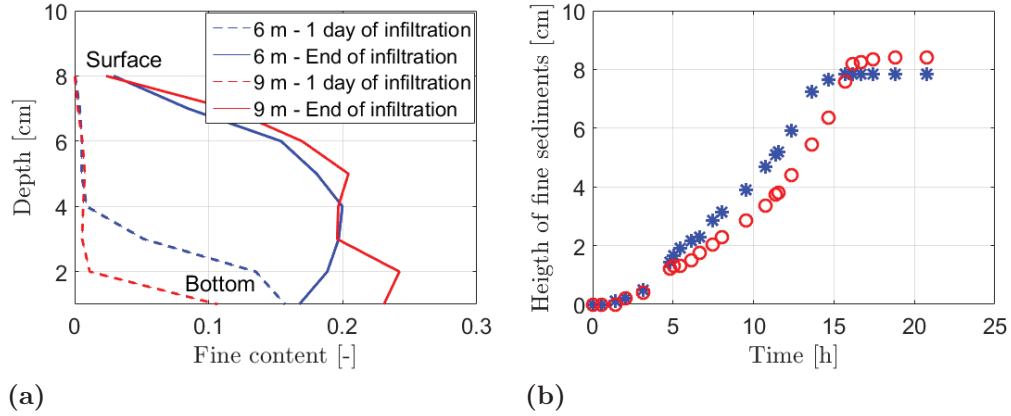 10
8
6
4
2
Depth [cm]
Surface
Bottom
6 m - 1 day of infiltration
6 m - End of infiltration
9 m - 1 day of infiltration
9 m - End of infiltration
0 0.1 0.2 0.3
Fine content [-]
(a)
10
8
6
4
2
0
Heigth of fine sediments [cm]
0 5 10 15 20 25
Time [h]
(b)